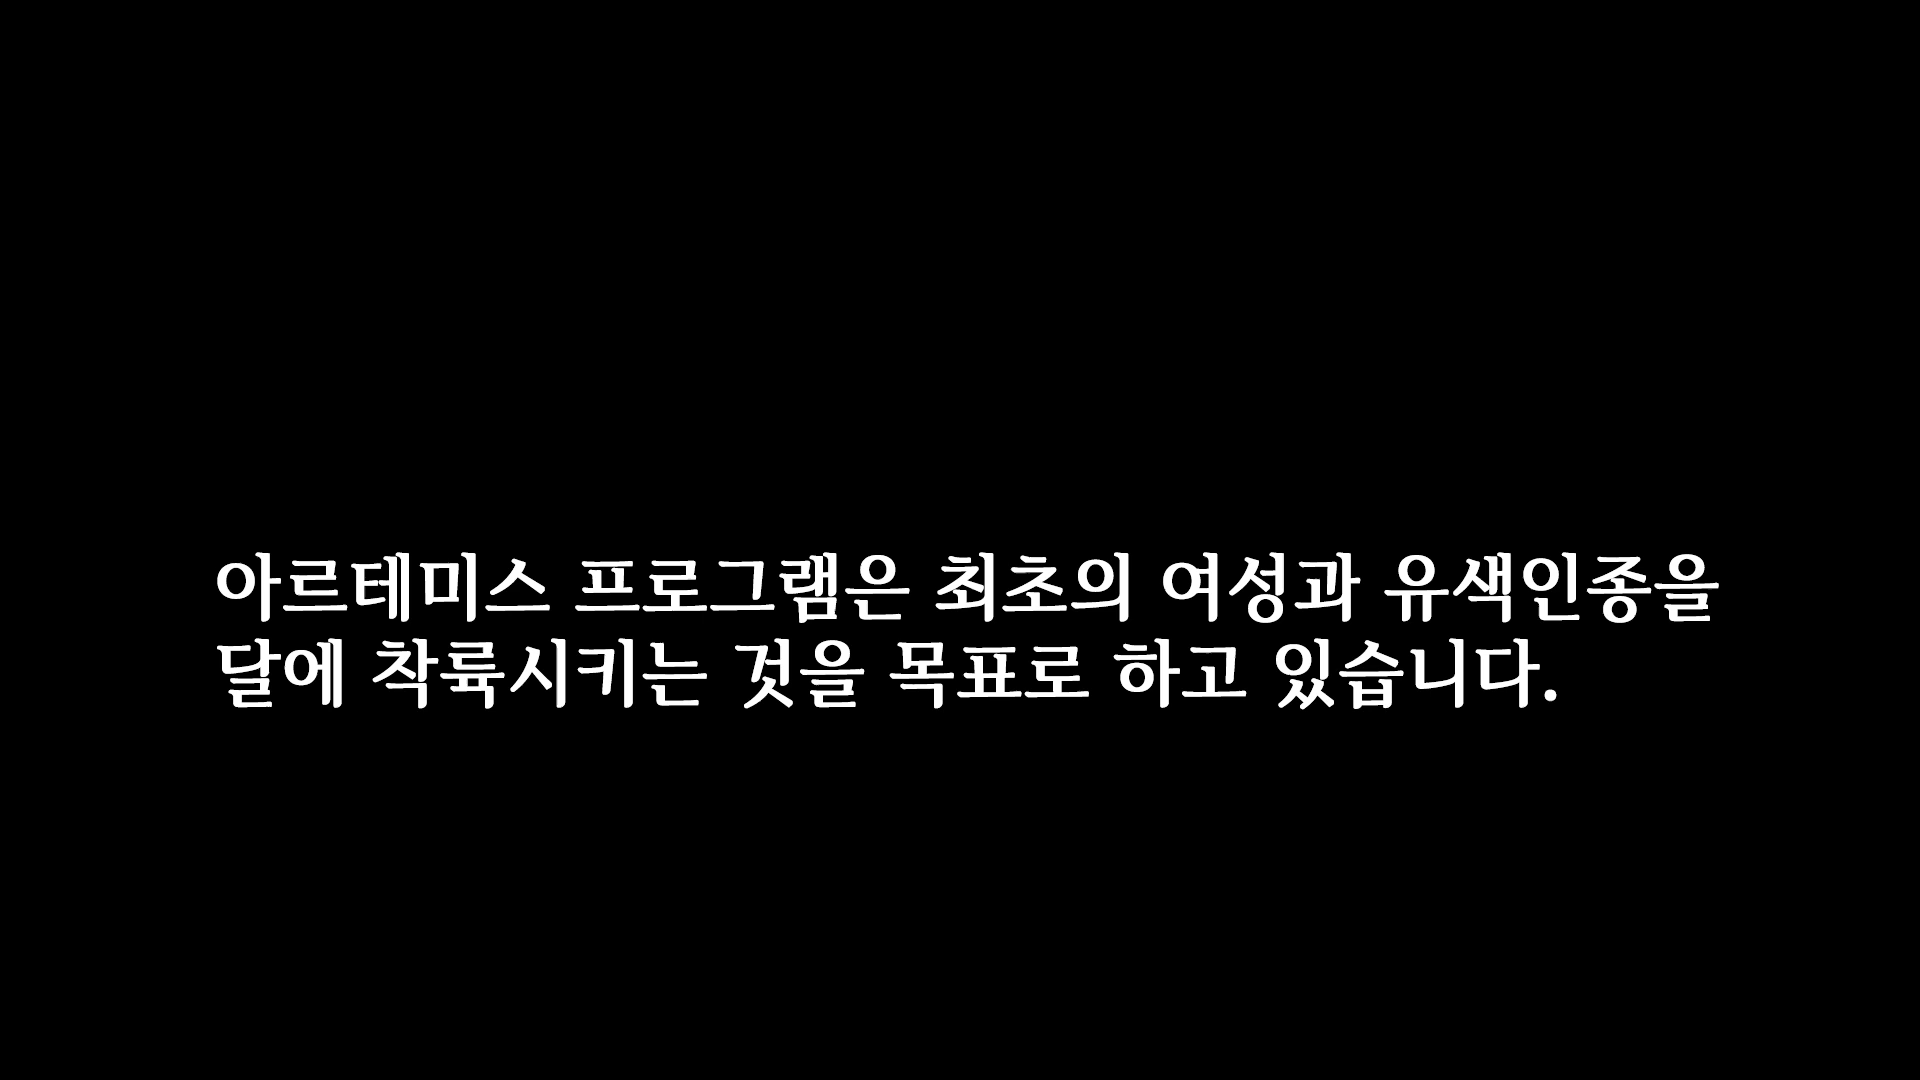 아르테미스 프로그램은 최초의 여성과 유색인종을
달에 착륙시키는 것을 목표로 하고 있습니다.